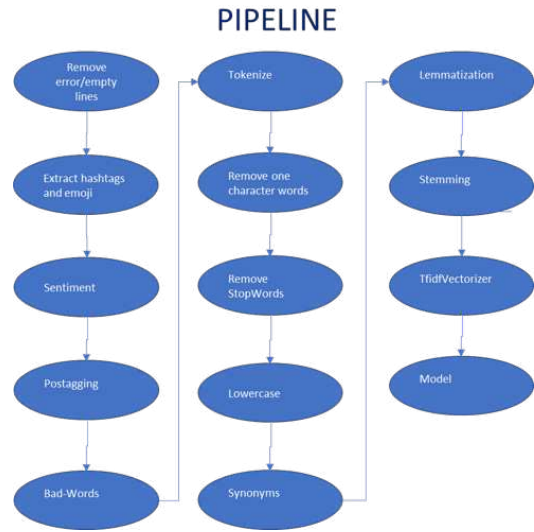 PIPELINE
Remove
error/empty
lines
Extract hashtags
and emoji
Sentiment
Postagging
Bad-Words
Tokenize
Remove one
character words
Remove
StopWords
Lowercase
Synonyms
Lemmatization
Stemming
TfidfVectorizer
Model